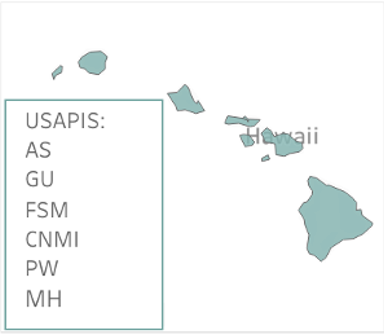 USAPIS:
AS
GU
FSM
CNMI
PW
MH
Hawaii